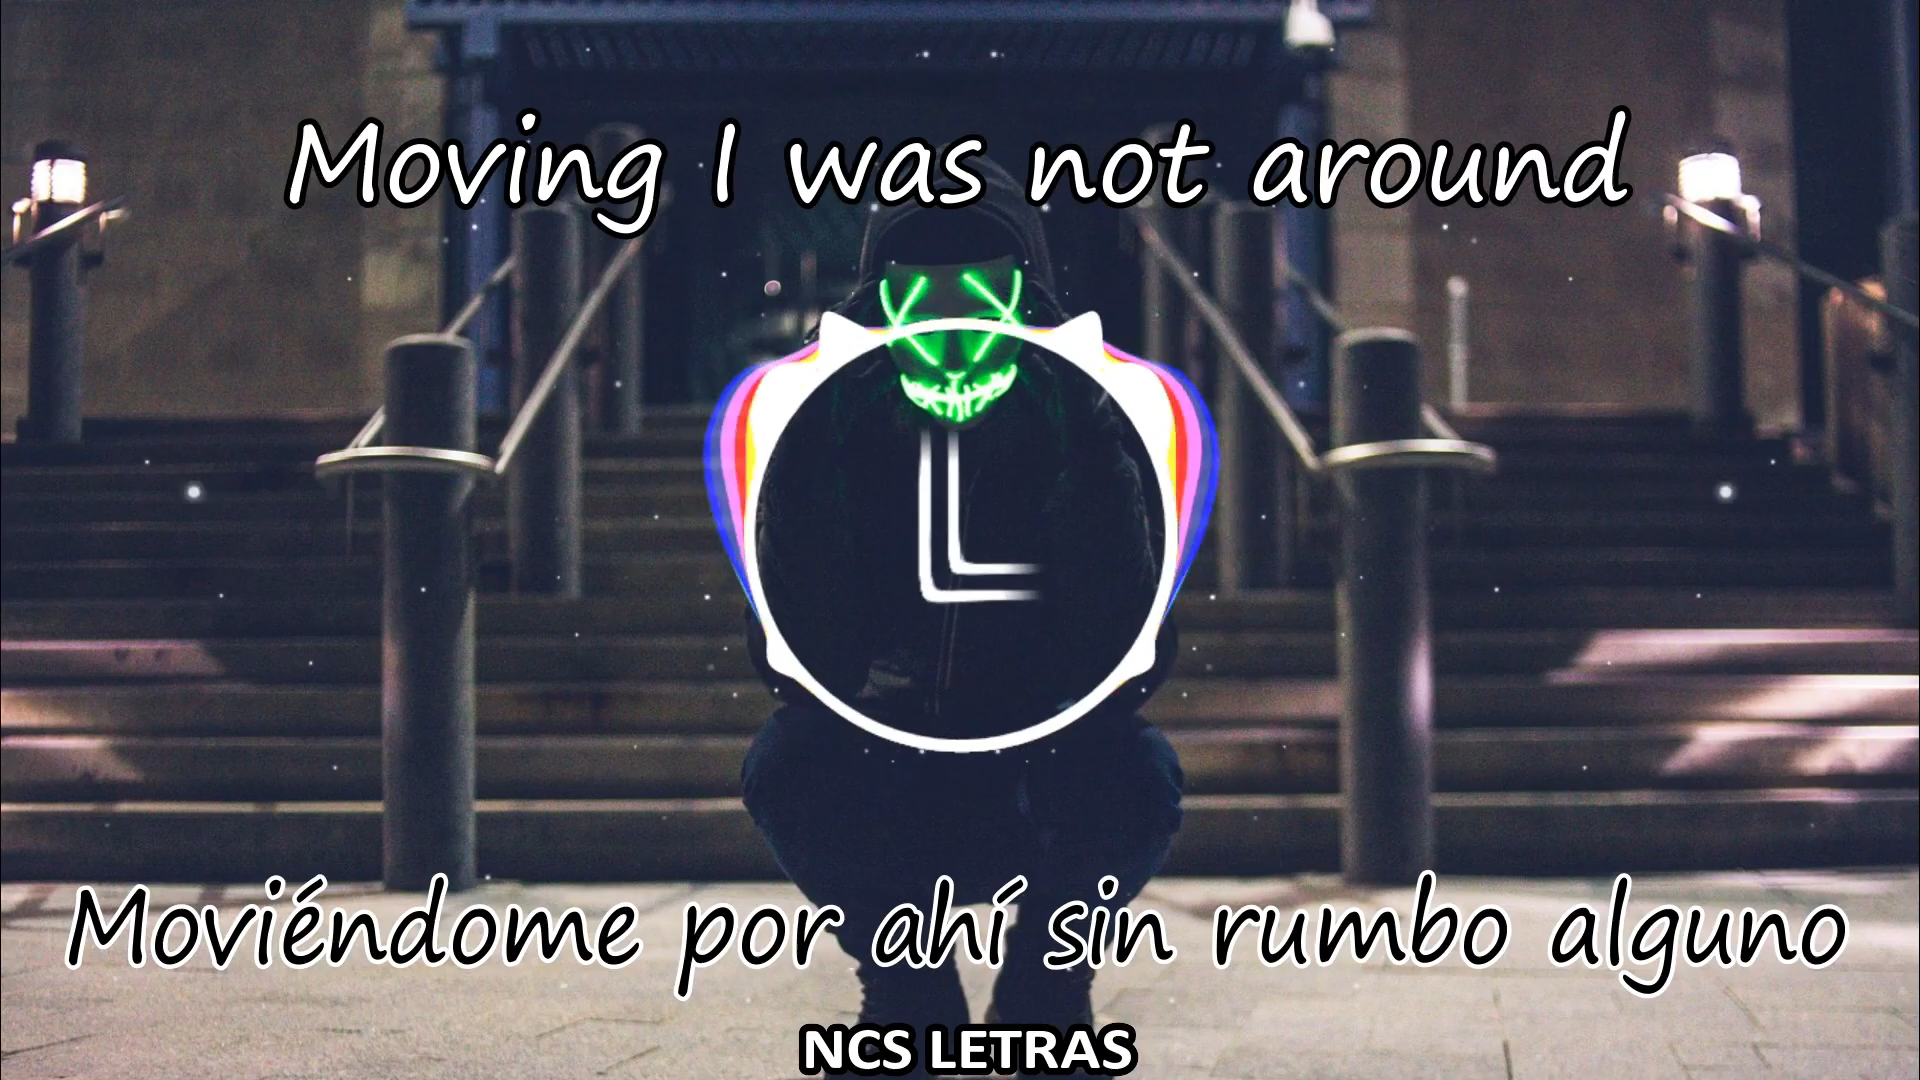 Moving I was not around
L
Moviéndome por ahí sin rumbo alguno
NCS LETRAS